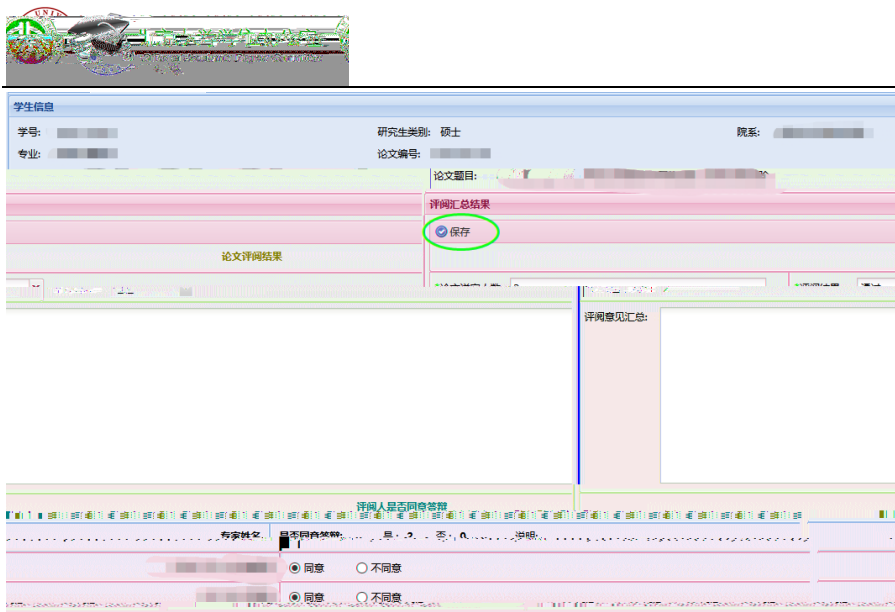 学生信息
学号: 研究生类别: 硕士 院系:
专业: 论文编号:
论文题目:
评阅汇总结果
保存
论文评阅结果
评阅意见汇总:
评阅人是否同意答辩
专家姓名 是否同意答辩: 是: 2 否: 0 说明:
同意 不同意
同意 不同意